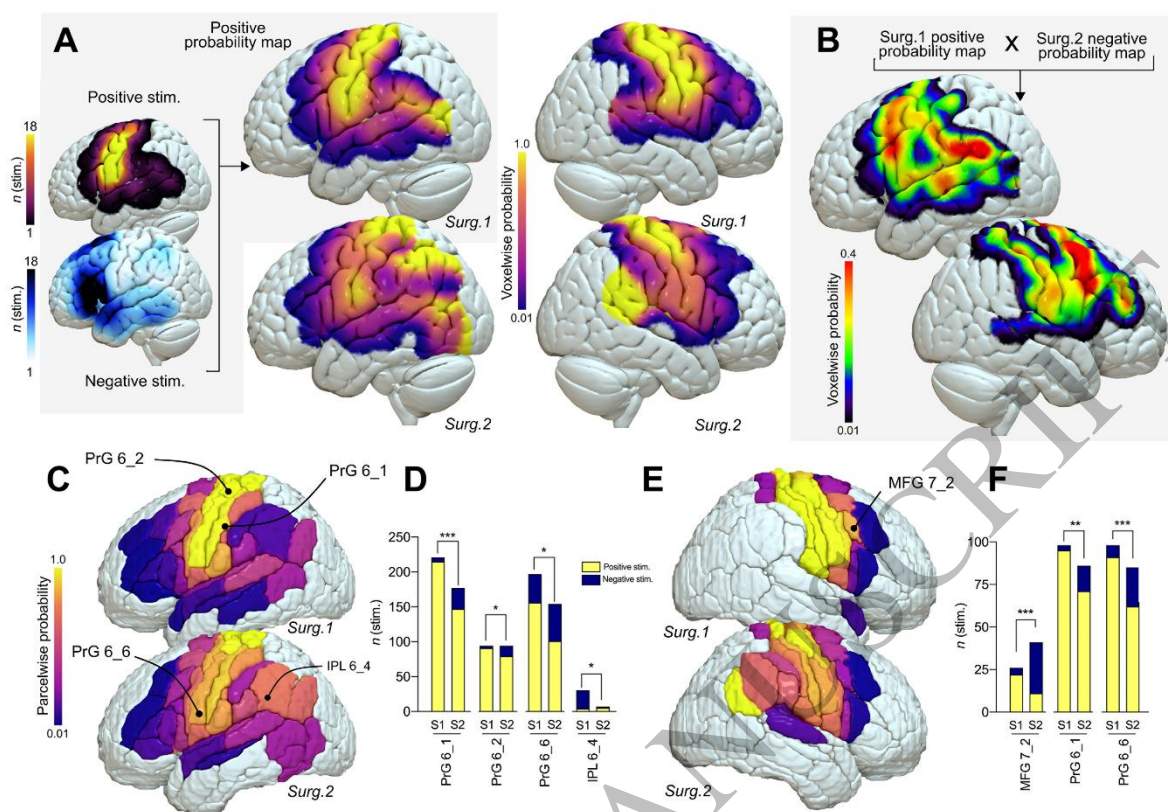 A
Positive
probability map
Positive stim.
18
n (stim.)
1
18
n (stim.)
1
Negative stim.
Surg.1
Surg.2
1.0
Voxelwise probability
0.01
Surg.1
Surg.2
B
Surg.1 positive
probability map
X
Surg.2 negative
probability map
0.4
Voxelwise probability
0.01
C
PrG 6_2
PrG 6_1
1.0
Parcelwise probability
0.01
Surg.1
PrG 6_6
IPL 6_4
Surg.2
D
250
200
150
100
50
0
n (stim.)
***
*
*
*
Positive stim.
Negative stim.
S1 S2 S1 S2 S1 S2 S1 S2
PrG 6_1
PrG 6_2
PrG 6_6
IPL 6_4
E
MFG 7_2
Surg.1
Surg.2
F
100
75
50
25
0
n (stim.)
***
**
***
S1 S2 S1 S2 S1 S2
MFG 7_2
PrG 6_1
PrG 6_6
ANUSCRIPT